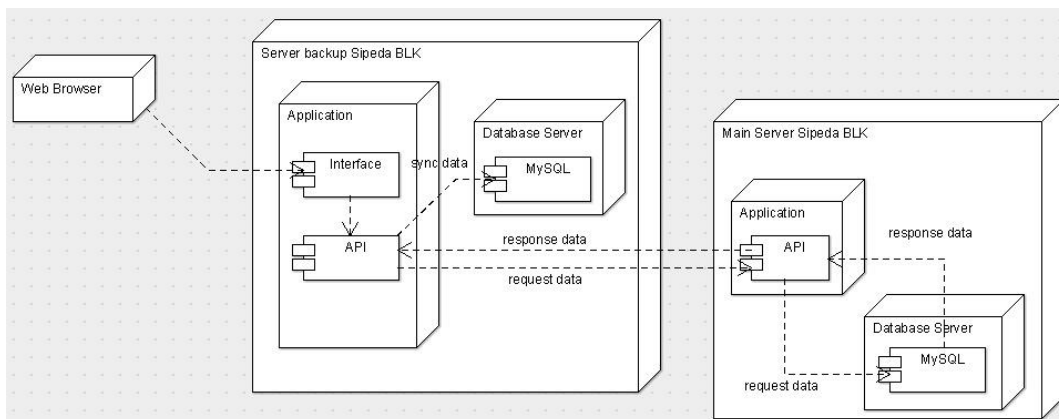 Server backup Sipeda BLK
Web Browser
Application
Interface
API
Database Server
MySQL
sync data
response data
request data
Main Server Sipeda BLK
Application
API
response data
Database Server
MySQL
request data